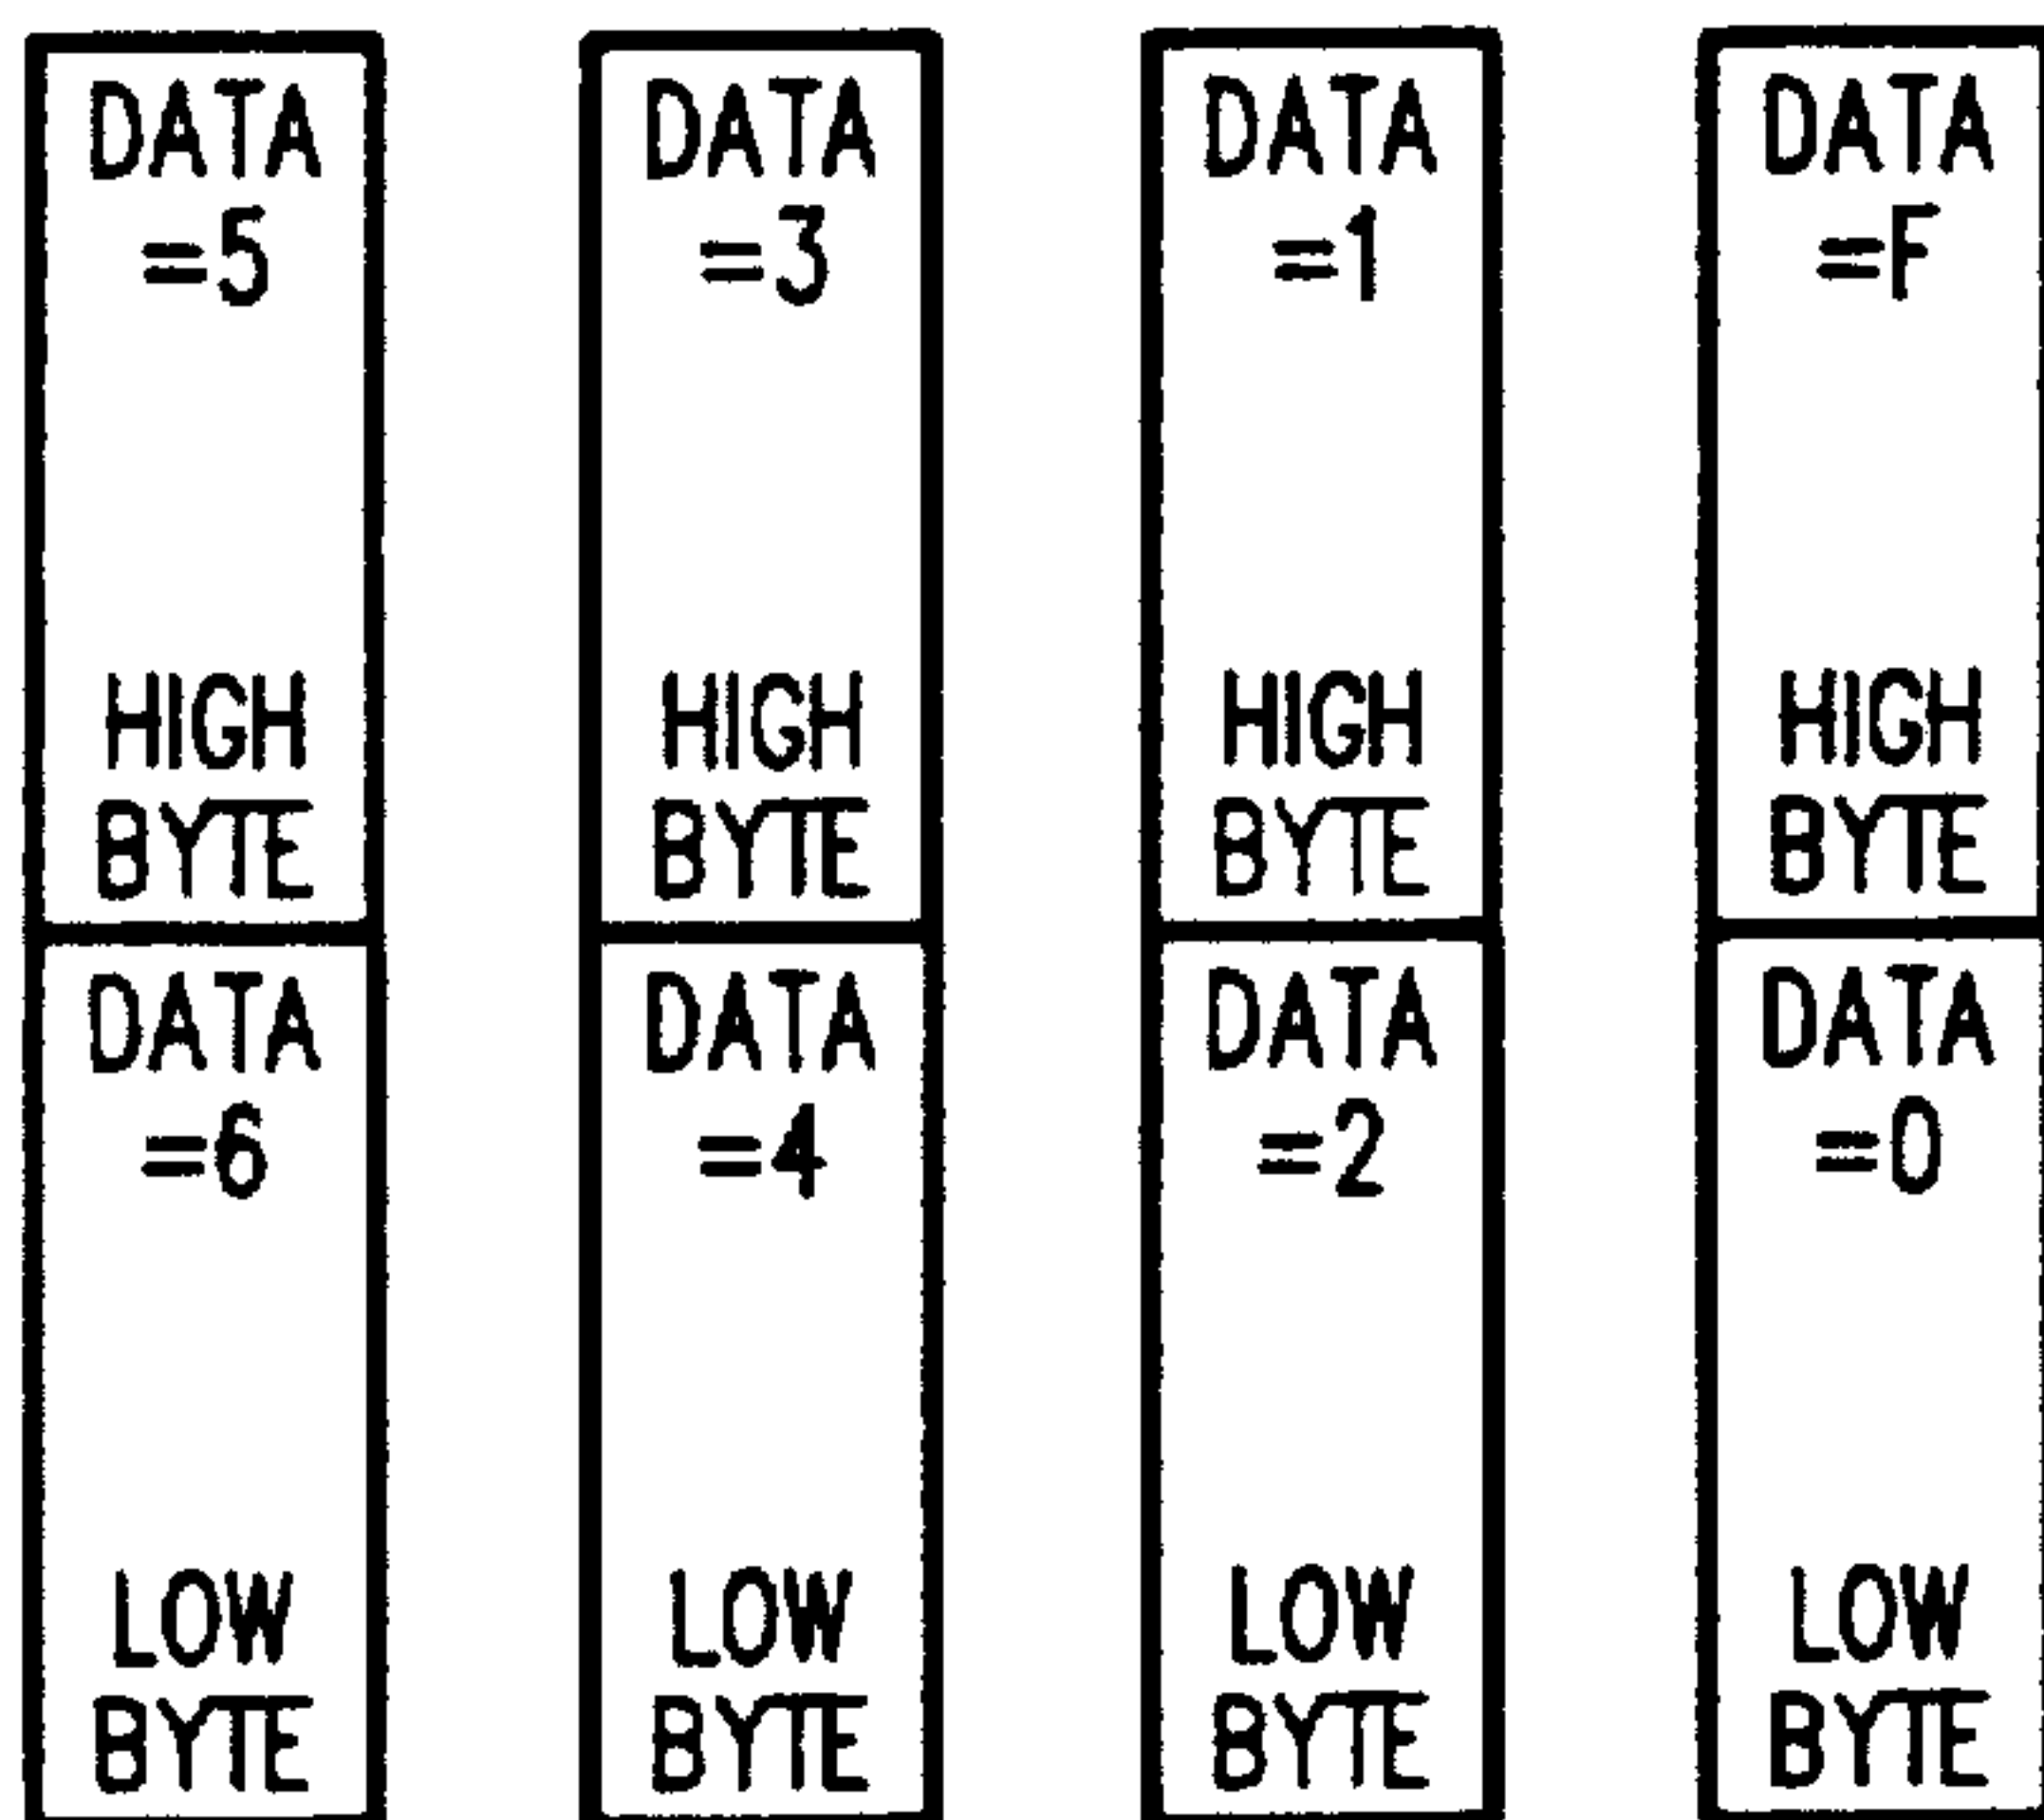 DATA
=5
HIGH
BYTE
DATA
=6
LOW
BYTE
DATA
=3
HIGH
BYTE
DATA
=4
LOW
BYTE
DATA
=1
HIGH
BYTE
DATA
=2
LOW
BYTE
DATA
=F
HIGH
BYTE
DATA
=0
LOW
BYTE